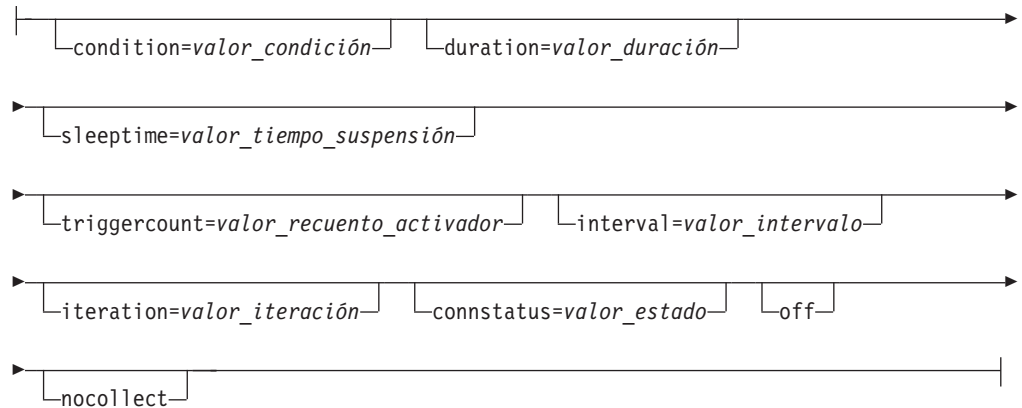 condition=valor_condición duration=valor_duración
sleeptime=valor_tiempo_suspensión
triggercount=valor_recuento_activador interval=valor_intervalo
iteration=valor_iteración connstatus=valor_estado off
nocollect